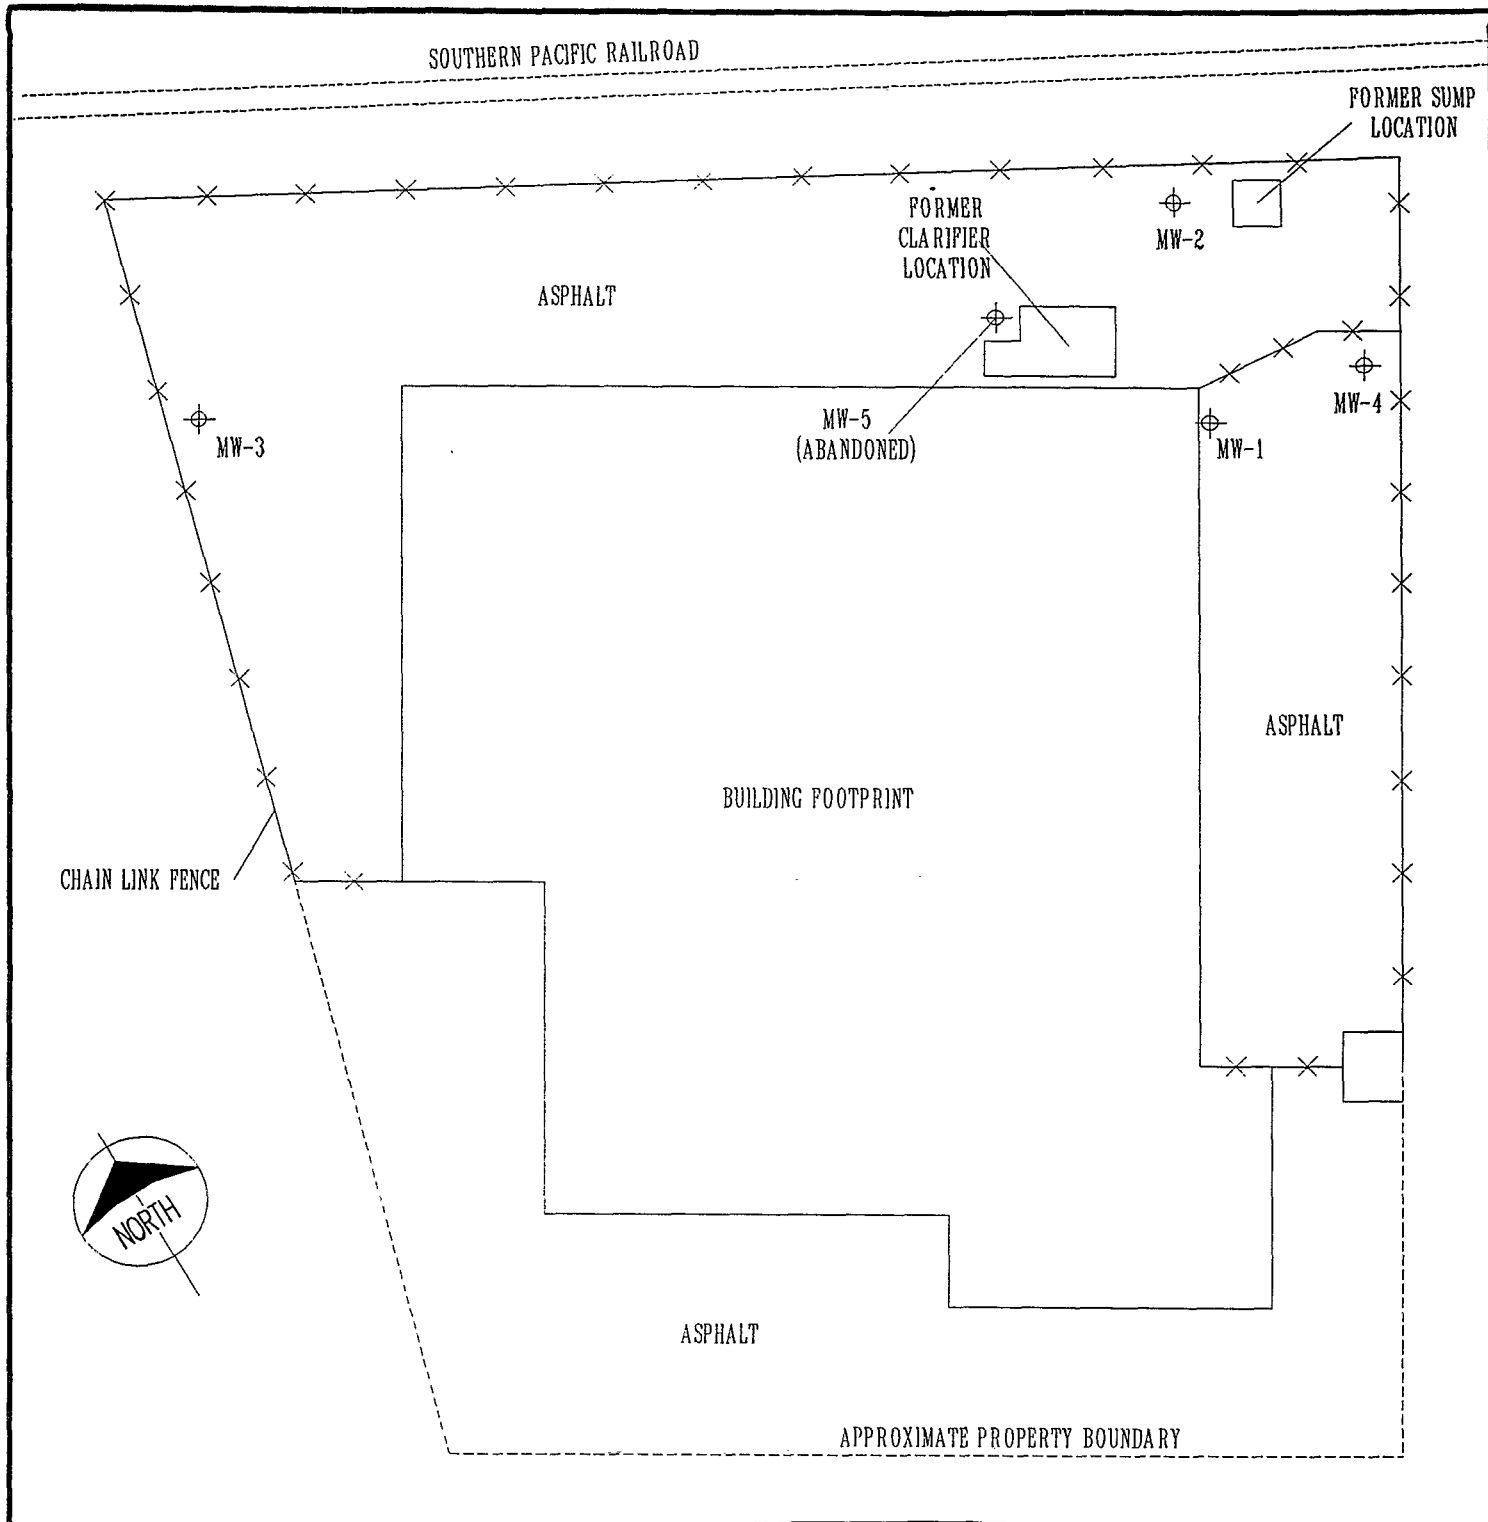 SOUTHERN PACIFIC RAILROAD
FORMER SUMP
LOCATION
FORMER
CLARIFIER
LOCATION
MW-2
ASPHALT
MW-5
(ABANDONED)
MW-4
MW-3
MW-1
ASPHALT
BUILDING FOOTPRINT
CHAIN LINK FENCE
NORTH
ASPHALT
APPROXIMATE PROPERTY BOUNDARY